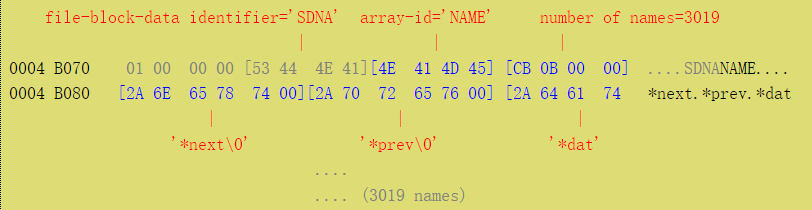 file-block-data identifier='SDNA' array-id='NAME' number of names=3019
| | |
0004 B070 01 00 00 00 [53 44 4E 41][4E 41 4D 45] [CB 0B 00 00] ....SDNANAME....
0004 B080 [2A 6E 65 78 74 00][2A 70 72 65 76 00] [2A 64 61 74 *next.*prev.*dat
| | |
'*next\0' '*prev\0' '*dat'
....
.... (3019 names)